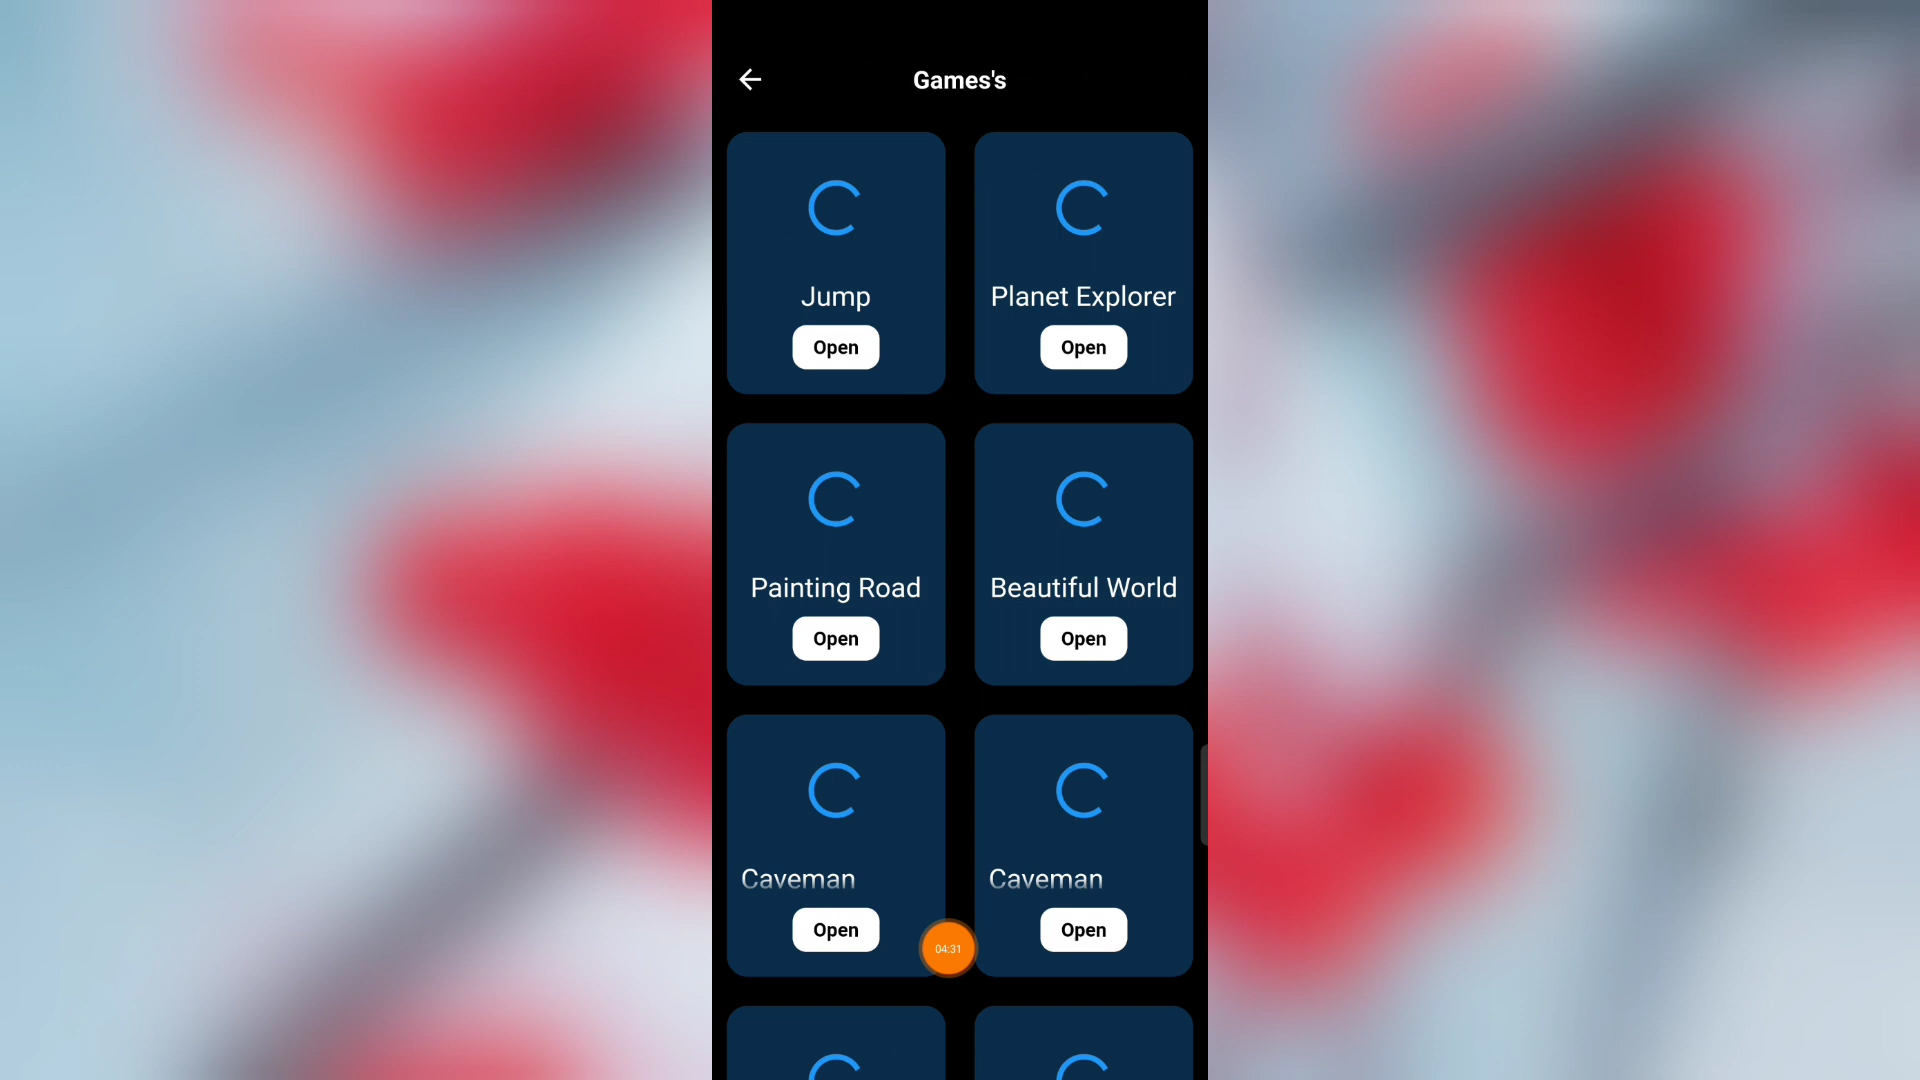 Games's
Jump
Planet Explorer
Open
Open
Painting Road
Beautiful World
Open
Open
Caveman
Caveman
Open
Open
04:31